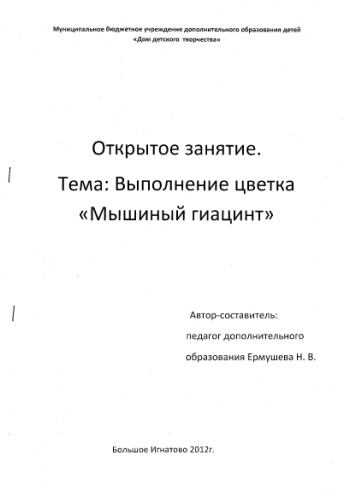 Муниципальное бюджетное учреждение дополнительного образования детей
«Дом детского творчества»
Открытое занятие.
Тема: Выполнение цветка
«Мышиный гиацинт»
Автор-составитель:
педагог дополнительного
образования Ермушева Н. В.
Большое Игнатово 2012г.